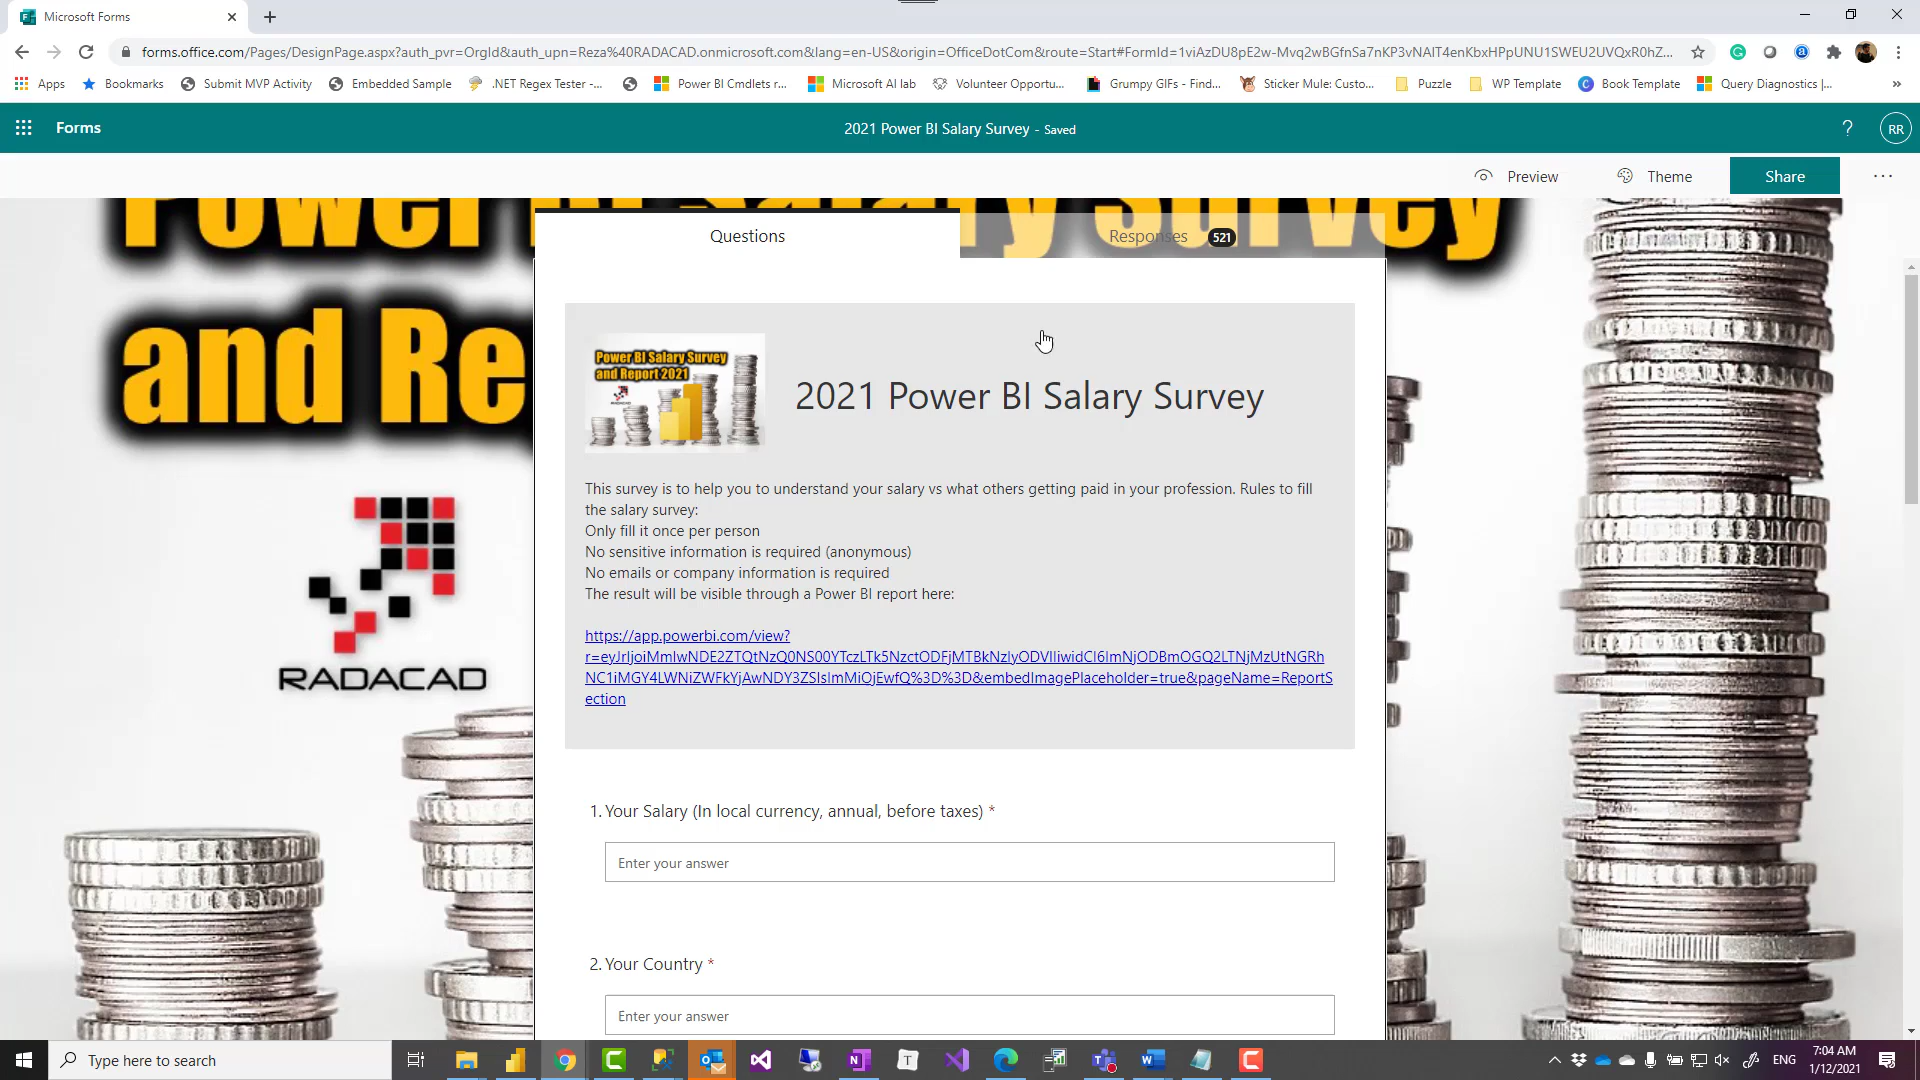 Microsoft Forms
forms.office.com/Pages/DesignPage.aspx?auth_pvr=OrgId&auth_upn=Reza%40RADACAD.onmicrosoft.com&lang=en-US&origin=OfficeDotCom&route=Start#FormId=1viAzDU8pE2w-Mvq2wBGfnSa7nKP3vNAIT4enKbxHPpUNU1SWEU2UVQxR0hZ...
Apps Bookmarks Submit MVP Activity Embedded Sample .NET Regex Tester -... Power BI Cmdlets r... Microsoft AI lab Volunteer Opportu... Grumpy GIFs - Find... Sticker Mule: Custo... Puzzle WP Template Book Template Query Diagnostics |... »
Forms 2021 Power BI Salary Survey - Saved ? RR
Preview Theme Share ...
Power BI Salary Survey
Questions Responses 521
and Re
Power BI Salary Survey
and Report 2021
RADACAD
2021 Power BI Salary Survey
This survey is to help you to understand your salary vs what others getting paid in your profession. Rules to fill
the salary survey:
Only fill it once per person
No sensitive information is required (anonymous)
No emails or company information is required
The result will be visible through a Power BI report here:
https://app.powerbi.com/view?
r=eyJrIjoiMmIwNDE2ZTQtNzQ0NS00YTczLTk5NzctODFjMTBkNzIyODVlIiwidCI6ImNjODBmOGQ2LTNjMzUtNGRh
NC1iMGY4LWNiZWFkYjAwNDY3ZSIsImMiOjEwfQ%3D%3D&embedImagePlaceholder=true&pageName=ReportS
ection
RADACAD
1. Your Salary (In local currency, annual, before taxes) *
Enter your answer
2. Your Country *
Enter your answer
Type here to search
ENG
7:04 AM
1/12/2021